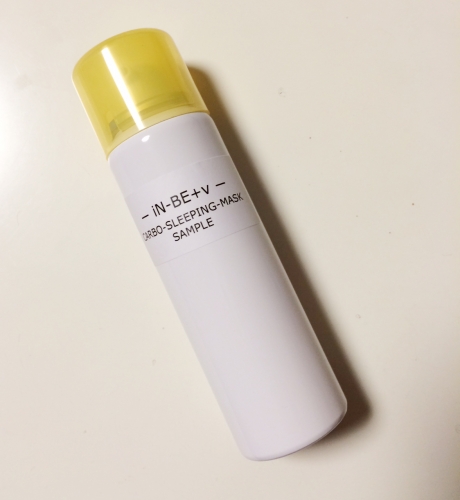 – iN-BE+v –
CARBO-SLEEPING-MASK
SAMPLE